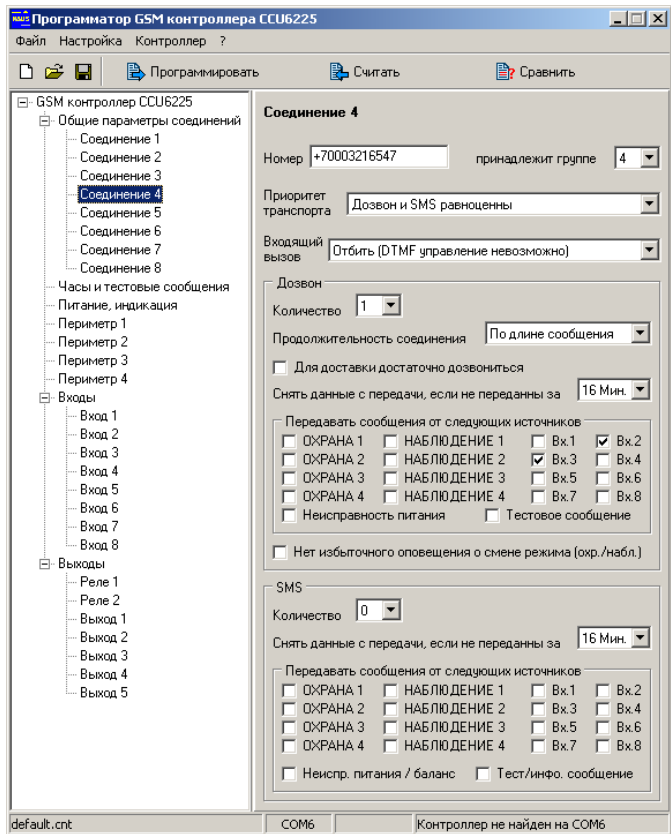 Программатор GSM контроллера CCU6225
Файл Настройка Контроллер ?
Программировать Считать Сравнить
GSM контроллер CCU6225
Общие параметры соединений
Соединение 1
Соединение 2
Соединение 3
Соединение 4
Соединение 5
Соединение 6
Соединение 7
Соединение 8
Часы и тестовые сообщения
Питание, индикация
Периметр 1
Периметр 2
Периметр 3
Периметр 4
Входы
Вход 1
Вход 2
Вход 3
Вход 4
Вход 5
Вход 6
Вход 7
Вход 8
Выходы
Реле 1
Реле 2
Выход 1
Выход 2
Выход 3
Выход 4
Выход 5
Соединение 4
Номер +70003216547 принадлежит группе 4
Приоритет
транспорта Дозвон и SMS равноценны
Входящий
вызов Отбить (DTMF управление невозможно)
Дозвон
Количество 1
Продолжительность соединения По длине сообщения
Для доставки достаточно дозвониться
Снять данные с передачи, если не переданны за 16 Мин.
Передавать сообщения от следующих источников
ОХРАНА 1 НАБЛЮДЕНИЕ 1 Вх.1 Вх.2
ОХРАНА 2 НАБЛЮДЕНИЕ 2 Вх.3 Вх.4
ОХРАНА 3 НАБЛЮДЕНИЕ 3 Вх.5 Вх.6
ОХРАНА 4 НАБЛЮДЕНИЕ 4 Вх.7 Вх.8
Неисправность питания Тестовое сообщение
Нет избыточного оповещения о смене режима (охр./набл.)
SMS
Количество 0
Снять данные с передачи, если не переданны за 16 Мин.
Передавать сообщения от следующих источников
ОХРАНА 1 НАБЛЮДЕНИЕ 1 Вх.1 Вх.2
ОХРАНА 2 НАБЛЮДЕНИЕ 2 Вх.3 Вх.4
ОХРАНА 3 НАБЛЮДЕНИЕ 3 Вх.5 Вх.6
ОХРАНА 4 НАБЛЮДЕНИЕ 4 Вх.7 Вх.8
Неиспр. питания / баланс Тест/инфо. сообщение
default.cnt COM6 Контроллер не найден на COM6